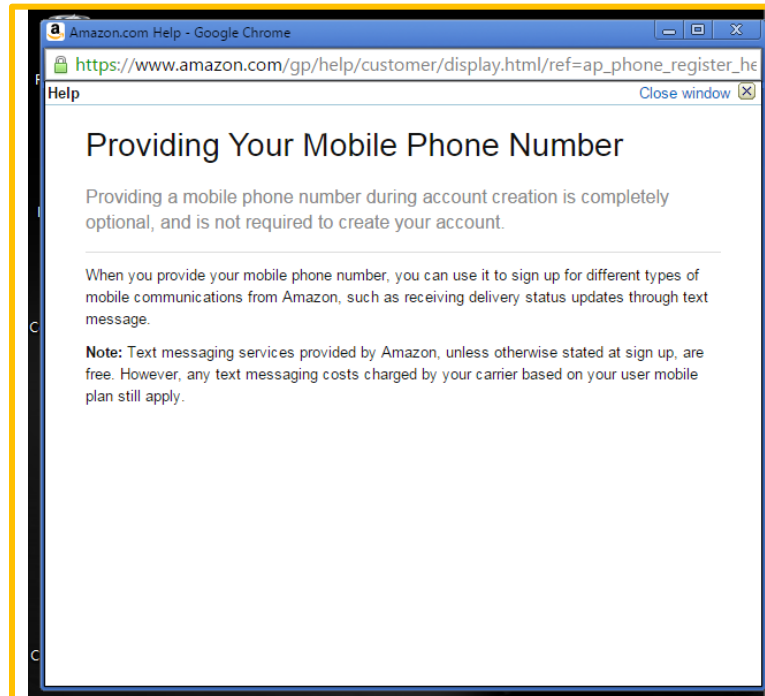 Amazon.com Help - Google Chrome
https://www.amazon.com/gp/help/customer/display.html/ref=ap_phone_register_he
Help
Close window
Providing Your Mobile Phone Number
Providing a mobile phone number during account creation is completely
optional, and is not required to create your account.
When you provide your mobile phone number, you can use it to sign up for different types of
mobile communications from Amazon, such as receiving delivery status updates through text
message.
Note: Text messaging services provided by Amazon, unless otherwise stated at sign up, are
free. However, any text messaging costs charged by your carrier based on your user mobile
plan still apply.